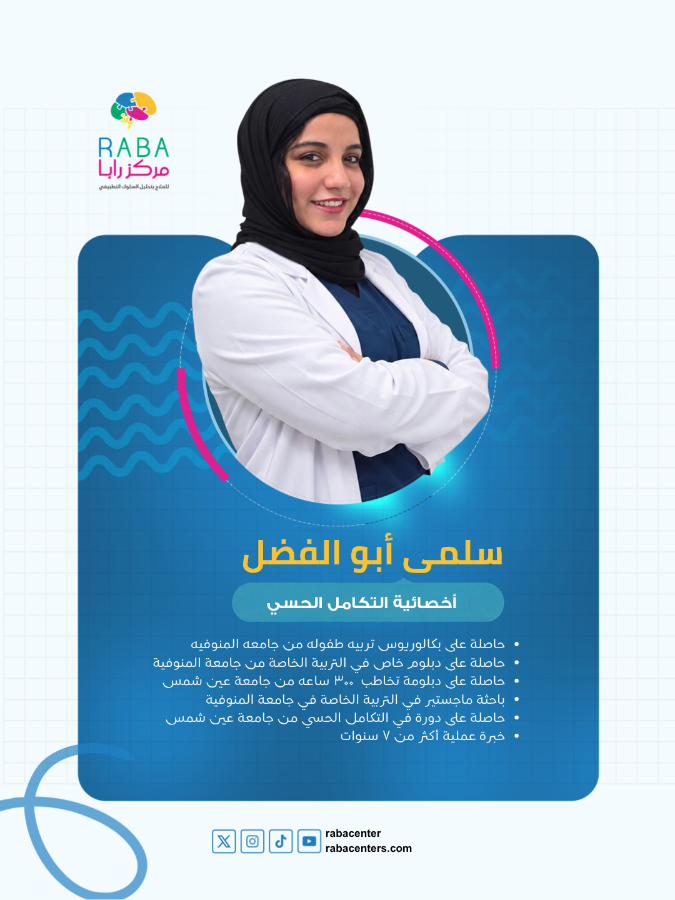 RABA
مركز رابا
للعلاج بتحليل السلوك التطبيقي
سلمى أبو الفضل
أخصائية التكامل الحسي
• حاصلة على بكالوريوس تربيه طفوله من جامعه المنوفيه
• حاصلة على دبلوم خاص في التربية الخاصة من جامعة المنوفية
• حاصلة على دبلومة تخاطب ٣٠٠ ساعه من جامعة عين شمس
• باحثة ماجستير في التربية الخاصة في جامعة المنوفية
• حاصلة على دورة في التكامل الحسي من جامعة عين شمس
• خبرة عملية أكثر من ٧ سنوات
rabacenter
rabacenters.com